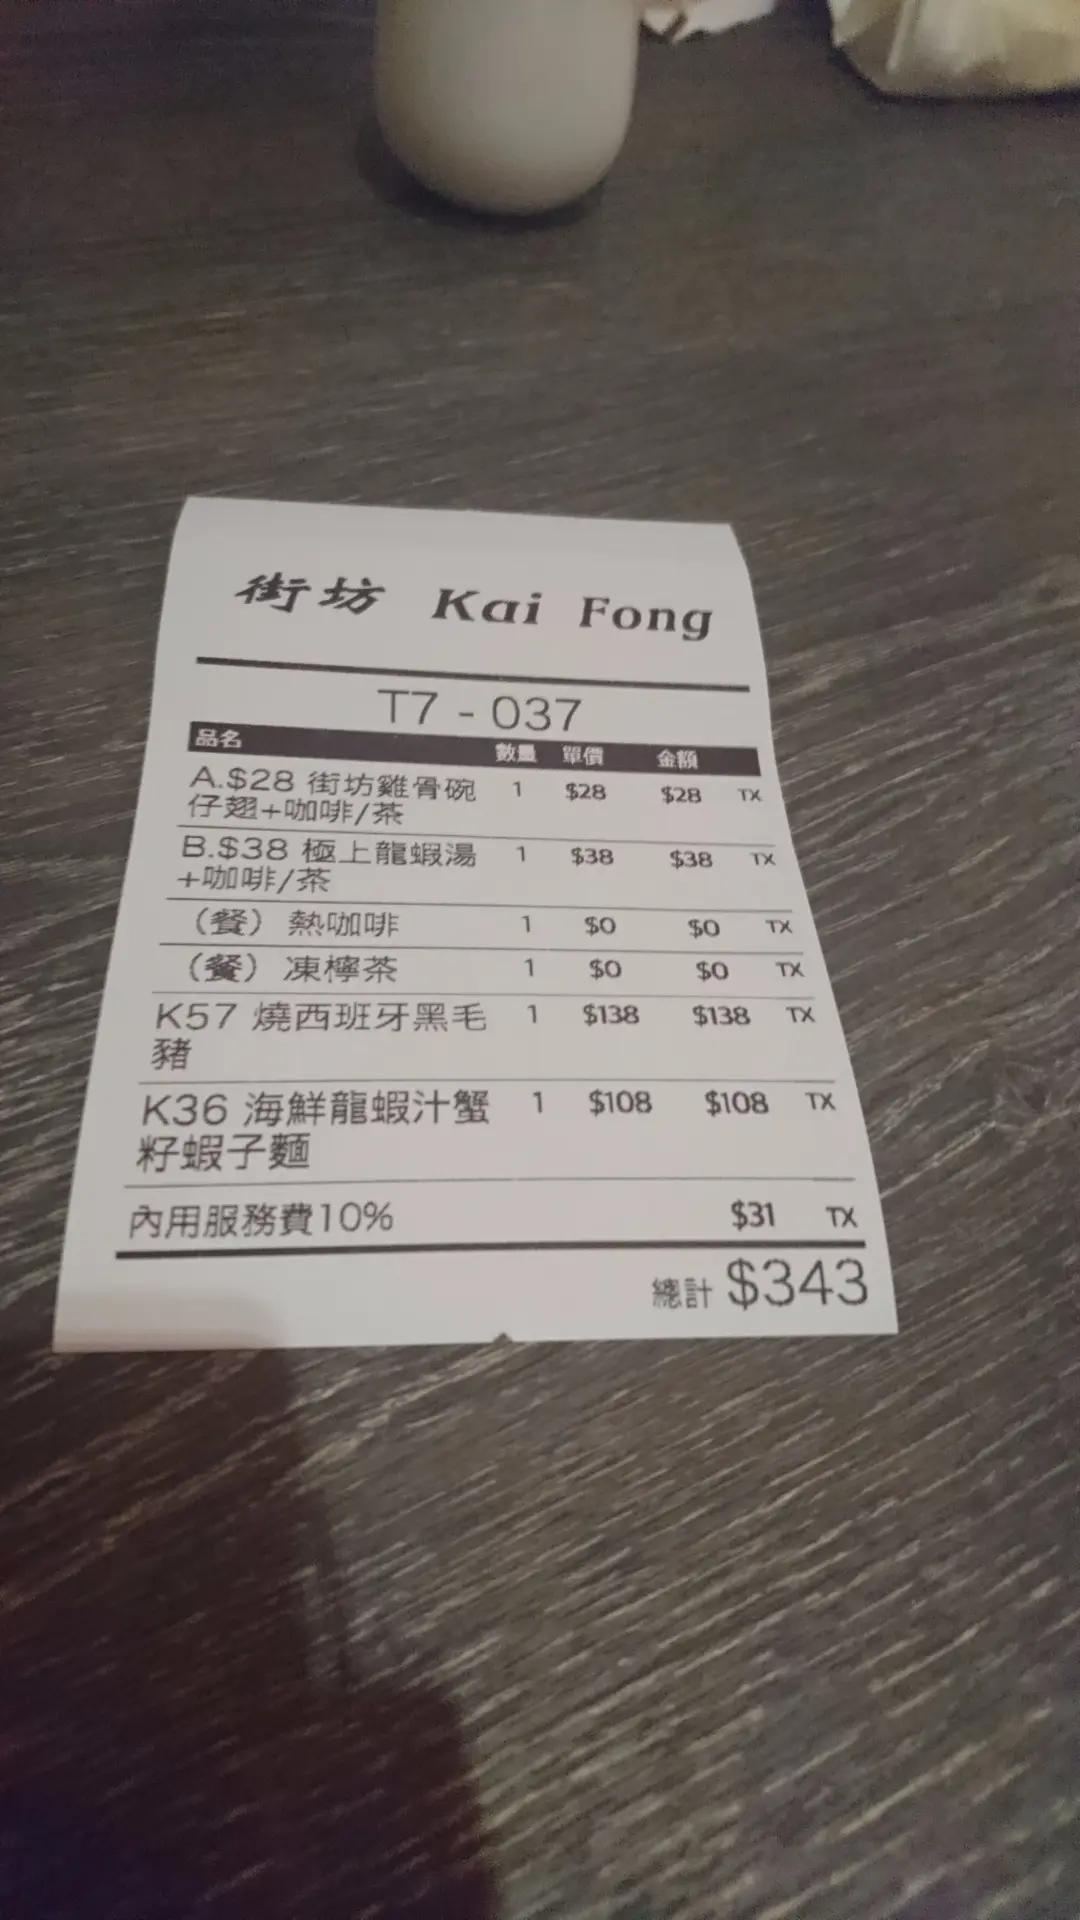 街坊 Kai Fong
T7 - 037
品名 數量 單價 金額
A.$28 街坊雞骨碗 1 $28 $28 TX
仔翅+咖啡/茶
B.$38 極上龍蝦湯 1 $38 $38 TX
+咖啡/茶
（餐） 熱咖啡 1 $0 $0 TX
（餐） 凍檸茶 1 $0 $0 TX
K57 燒西班牙黑毛 1 $138 $138 TX
豬
K36 海鮮龍蝦汁蟹 1 $108 $108 TX
籽蝦子麵
內用服務費10% $31 TX
總計 $343